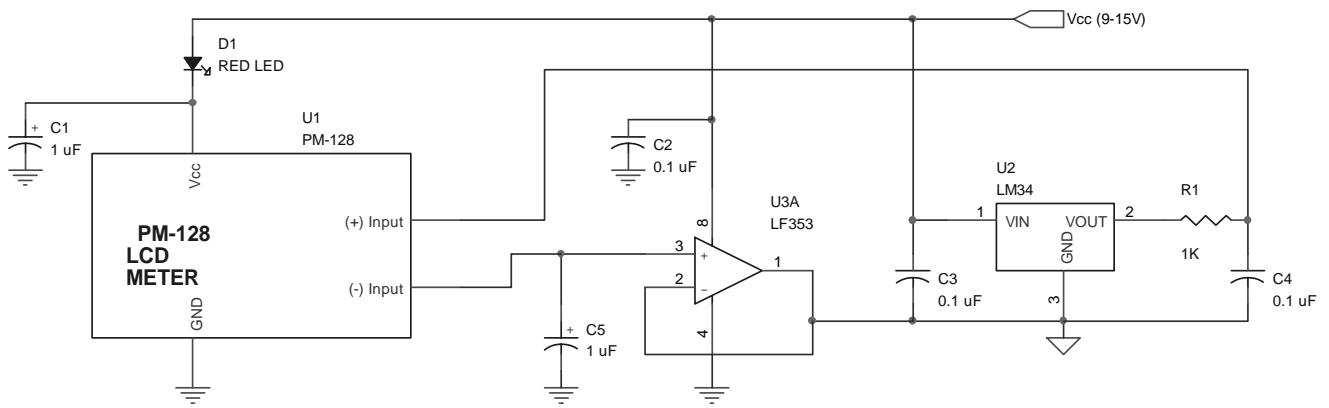 Vcc (9-15V)
D1
RED LED
+
C1
1 uF
U1
PM-128
Vcc
(+) Input
PM-128
LCD
METER
(-) Input
GND
C2
0.1 uF
U3A
LF353
8
3
+
1
2
−
4
+
C5
1 uF
U2
LM34
1
VIN
VOUT
2
GND
3
R1
1K
C3
0.1 uF
C4
0.1 uF